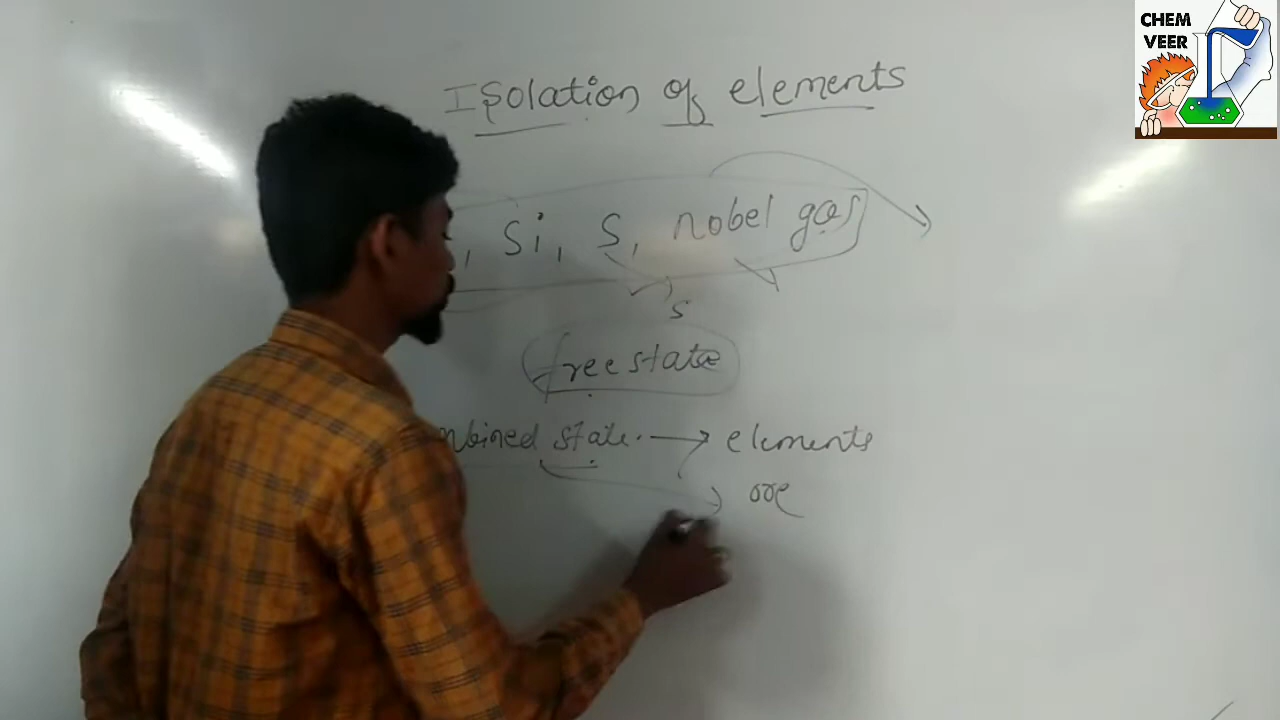 CHEM
VEER
Isolation of elements
, Si, S, nobel gas
s
free state
mbined state. → elements
ore